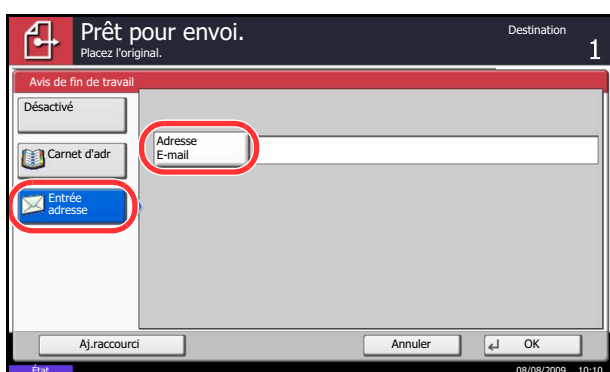 Prêt pour envoi.
Placez l'original.
Destination
1
Avis de fin de travail
Désactivé
Carnet d'adr
Entrée
adresse
Adresse
E-mail
Aj.raccourci
Annuler
OK
État
08/08/2009 10:10